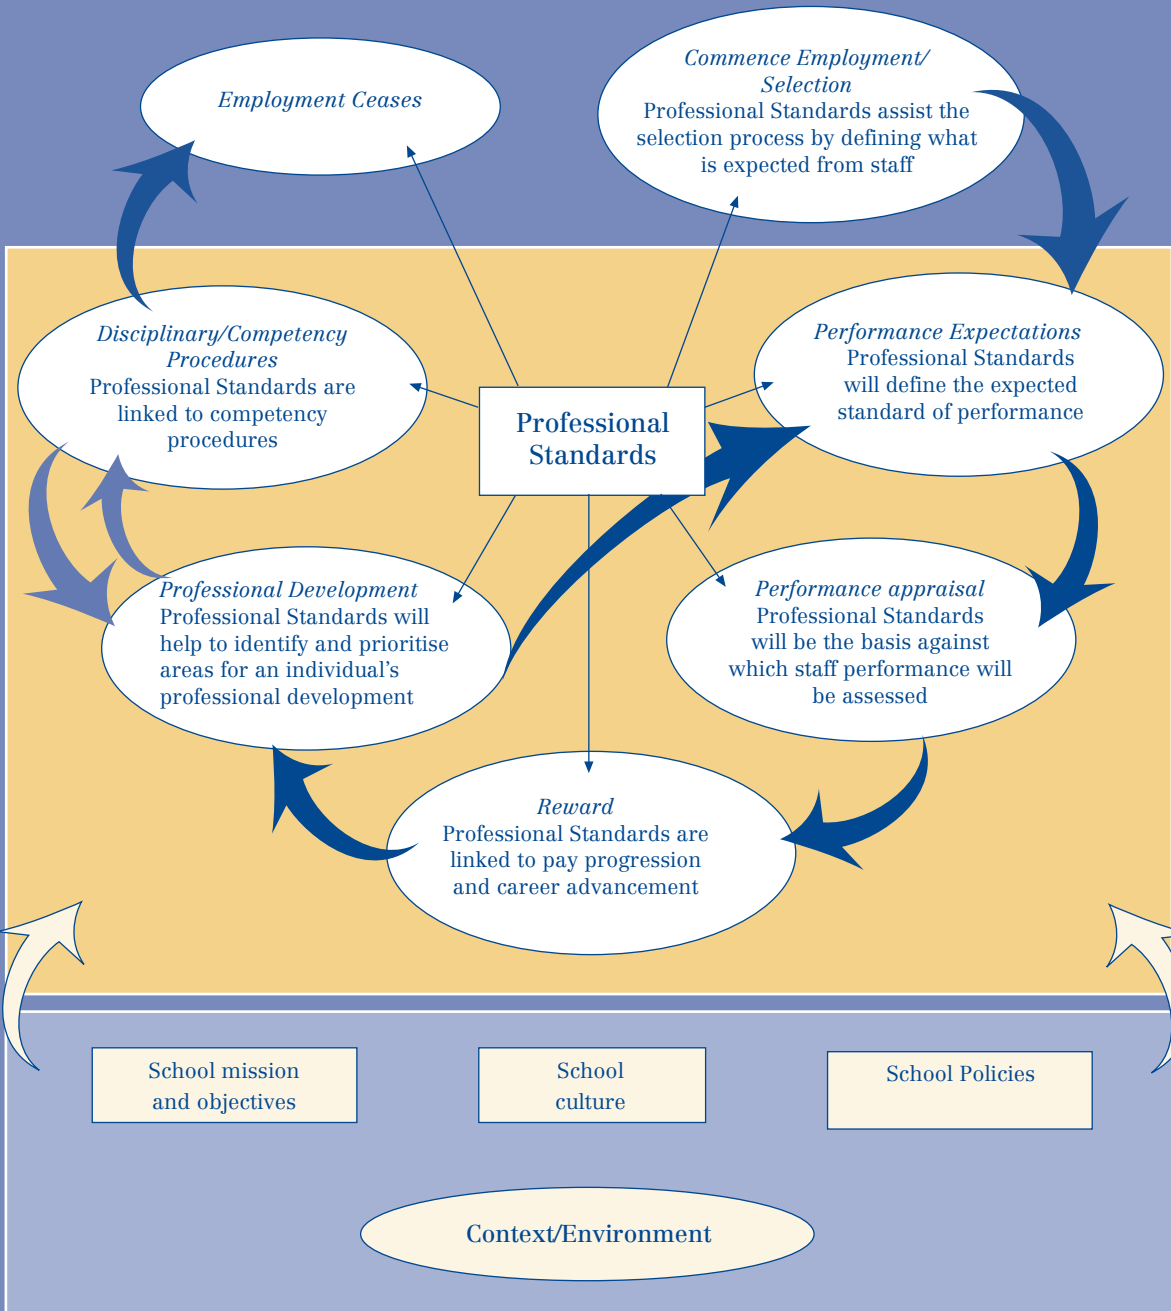 Employment Ceases
Commence Employment/
Selection
Professional Standards assist the
selection process by defining what
is expected from staff
Disciplinary/Competency
Procedures
Professional Standards are
linked to competency
procedures
Performance Expectations
Professional Standards
will define the expected
standard of performance
Professional
Standards
Professional Development
Professional Standards will
help to identify and prioritise
areas for an individual’s
professional development
Performance appraisal
Professional Standards
will be the basis against
which staff performance will
be assessed
Reward
Professional Standards are
linked to pay progression
and career advancement
School mission
and objectives
School
culture
School Policies
Context/Environment